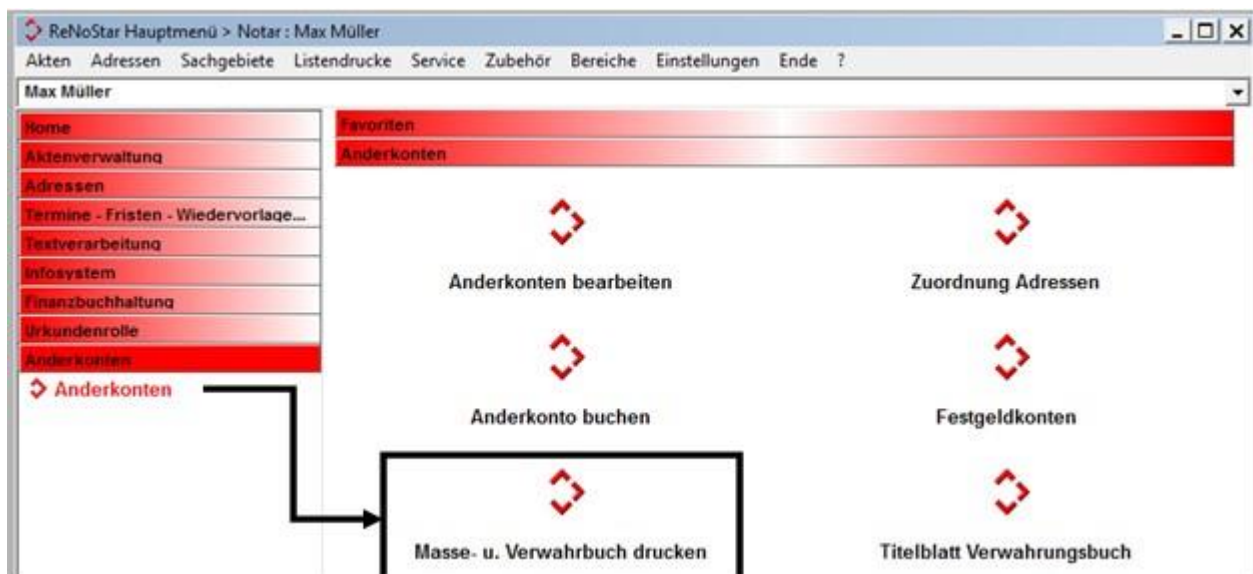 ReNoStar Hauptmenü > Notar : Max Müller
Akten Adressen Sachgebiete Listendrucke Service Zubehör Bereiche Einstellungen Ende ?
Max Müller
Home
Aktenverwaltung
Adressen
Termine - Fristen - Wiedervorlage...
Textverarbeitung
Infosystem
Finanzbuchhaltung
Urkundenrolle
Anderkonten
Anderkonten
Favoriten
Anderkonten
Anderkonten bearbeiten
Zuordnung Adressen
Anderkonto buchen
Festgeldkonten
Masse- u. Verwahrbuch drucken
Titelblatt Verwahrungsbuch